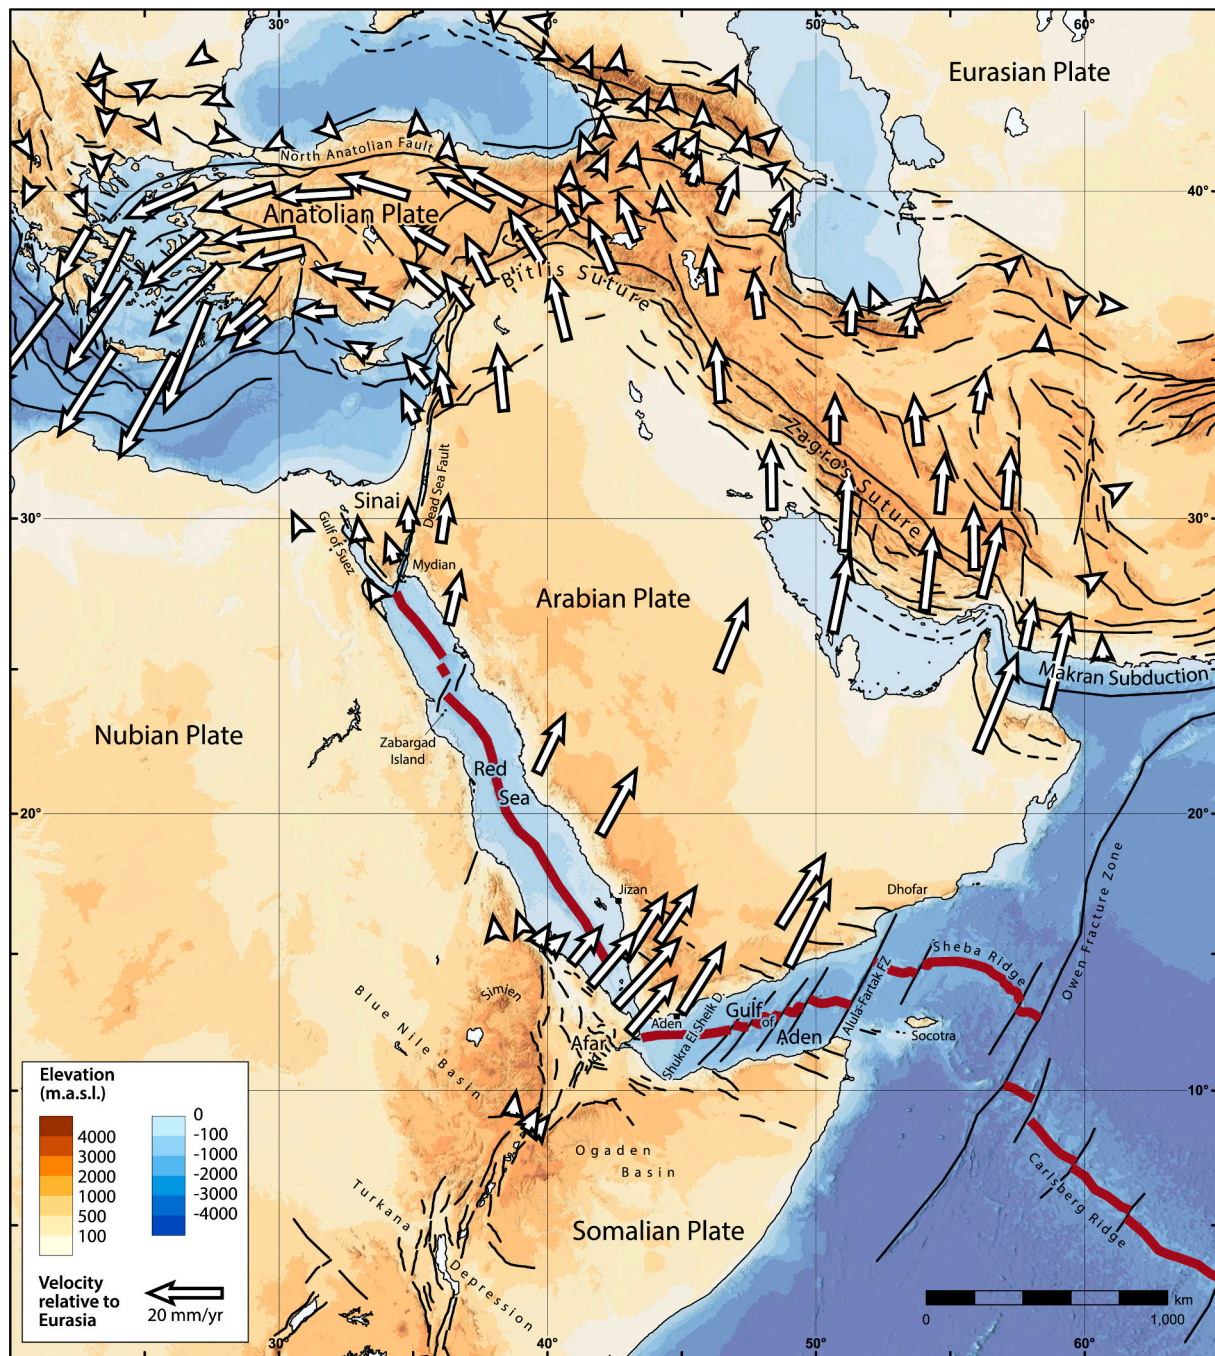 30°
40°
50°
60°
Eurasian Plate
North Anatolian Fault
40°
40°
Anatolian Plate
Bitlis Suture
Zagros Suture
Dead Sea Fault
Sinai
30°
30°
Gulf of Suez
Mydian
Arabian Plate
Makran Subduction
Nubian Plate
Zabargad
Island
Red
Sea
20°
20°
Jizan
Dhofar
Owen Fracture Zone
Sheba Ridge
Alula-Fartak FZ
Simien
Blue Nile Basin
Shukra El-Sheik D.
Gulf
of
Aden
Aden
Socotra
Afar
10°
Ogaden
Basin
Turkana
Depression
Carlsberg Ridge
Somalian Plate
Elevation
(m.a.s.l.)
4000
3000
2000
1000
500
100
0
-100
-1000
-2000
-3000
-4000
Velocity
relative to
Eurasia
20 mm/yr
km
0
1,000
30°
40°
50°
60°